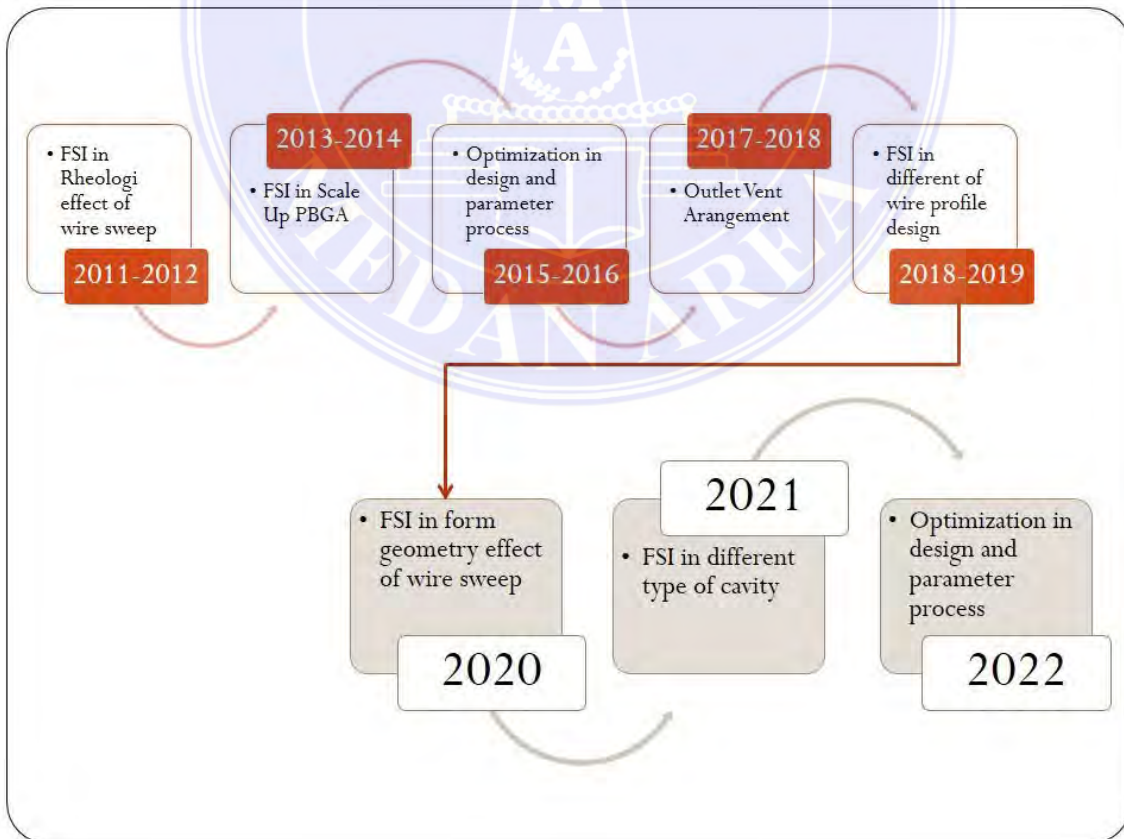 • FSI in
Rheologi
effect of
wire sweep
2011-2012
2013-2014
• FSI in Scale
Up PBGA
• Optimization in
design and
parameter
process
2015-2016
2017-2018
• Outlet Vent
Arangement
• FSI in
different of
wire profile
design
2018-2019
• FSI in form
geometry effect
of wire sweep
2020
2021
• FSI in different
type of cavity
• Optimization in
design and
parameter
process
2022
A
MEDAN AREA